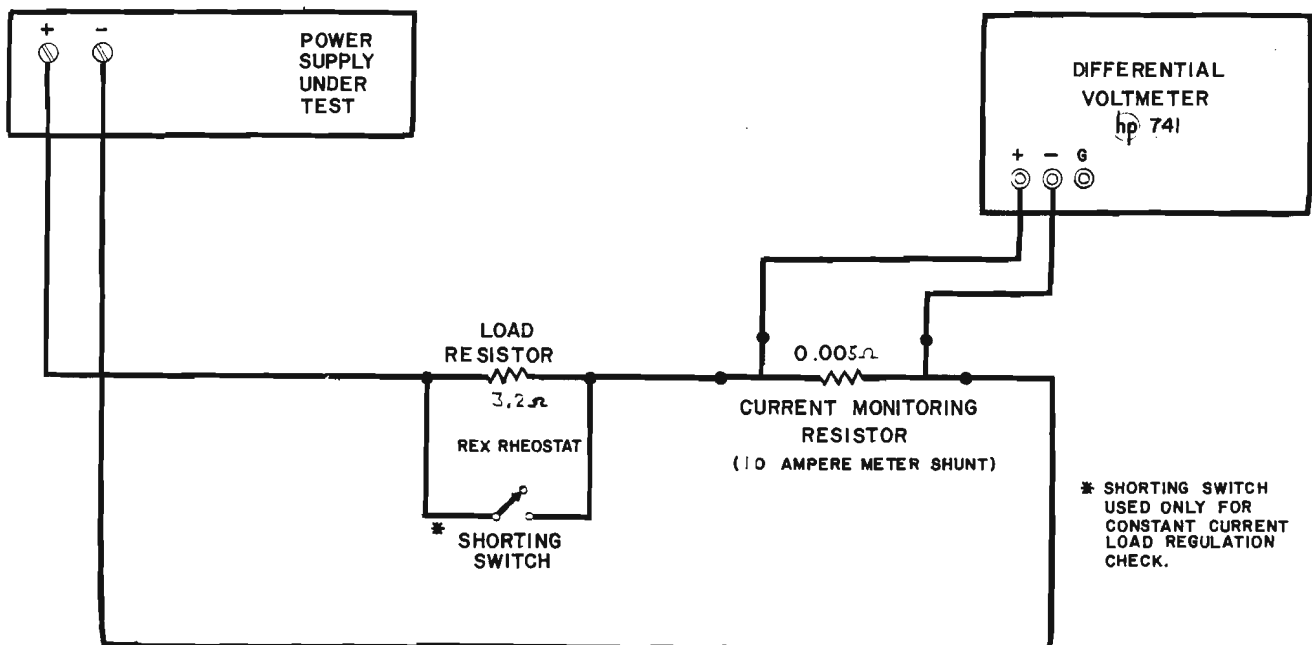 + -
POWER
SUPPLY
UNDER
TEST
DIFFERENTIAL
VOLTMETER
hp 741
+ - G
LOAD
RESISTOR
3.2Ω
REX RHEOSTAT
* SHORTING
SWITCH
0.005Ω
CURRENT MONITORING
RESISTOR
(10 AMPERE METER SHUNT)
* SHORTING SWITCH
USED ONLY FOR
CONSTANT CURRENT
LOAD REGULATION
CHECK.